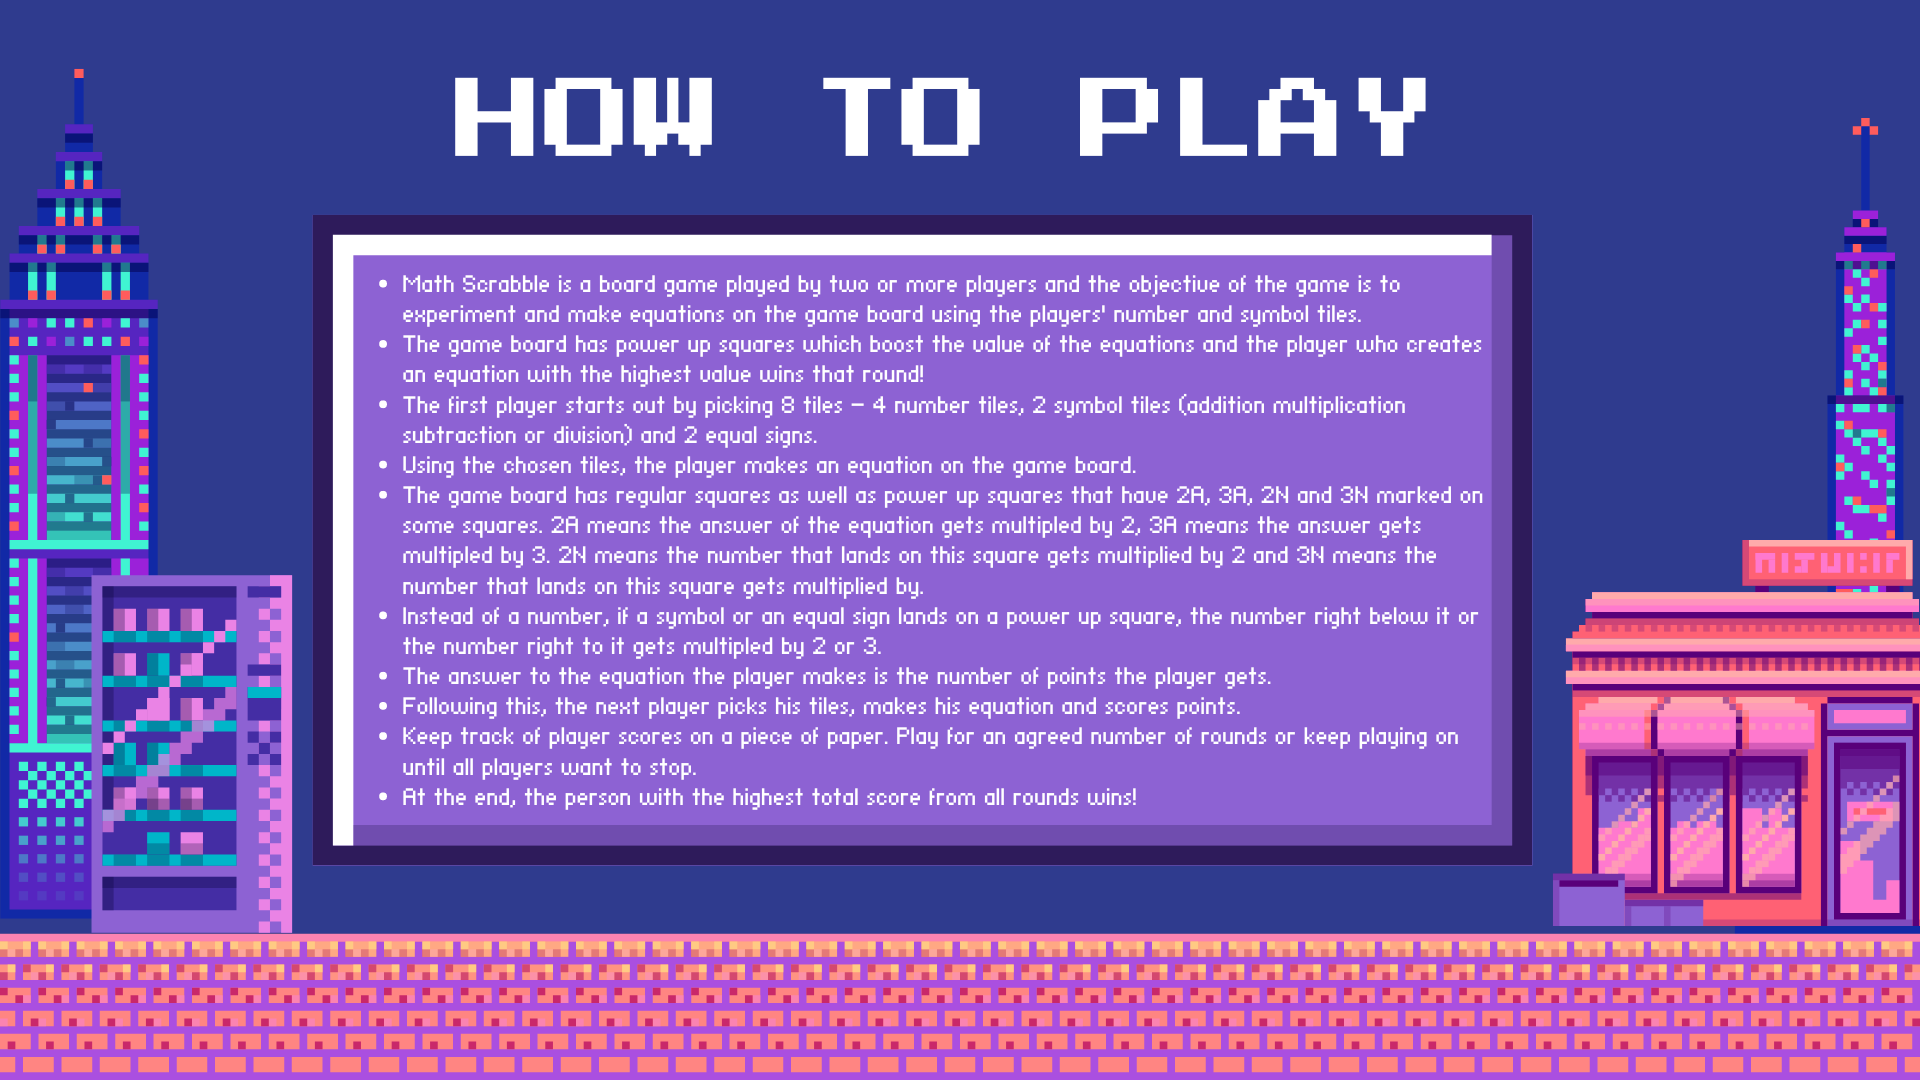 HOW TO PLAY
• Math Scrabble is a board game played by two or more players and the objective of the game is to
experiment and make equations on the game board using the players' number and symbol tiles.
• The game board has power up squares which boost the value of the equations and the player who creates
an equation with the highest value wins that round!
• The first player starts out by picking 8 tiles – 4 number tiles, 2 symbol tiles (addition multiplication
subtraction or division) and 2 equal signs.
• Using the chosen tiles, the player makes an equation on the game board.
• The game board has regular squares as well as power up squares that have 2A, 3A, 2N and 3N marked on
some squares. 2A means the answer of the equation gets multipled by 2, 3A means the answer gets
multipled by 3. 2N means the number that lands on this square gets multiplied by 2 and 3N means the
number that lands on this square gets multiplied by.
• Instead of a number, if a symbol or an equal sign lands on a power up square, the number right below it or
the number right to it gets multipled by 2 or 3.
• The answer to the equation the player makes is the number of points the player gets.
• Following this, the next player picks his tiles, makes his equation and scores points.
• Keep track of player scores on a piece of paper. Play for an agreed number of rounds or keep playing on
until all players want to stop.
• At the end, the person with the highest total score from all rounds wins!